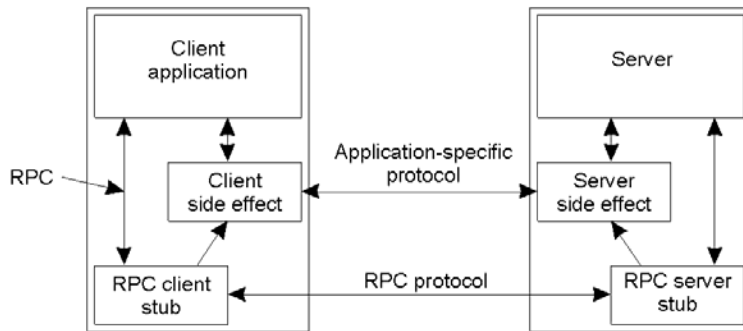 Client
application
Server
Application-specific
protocol
RPC
Client
side effect
Server
side effect
RPC client
stub
RPC protocol
RPC server
stub